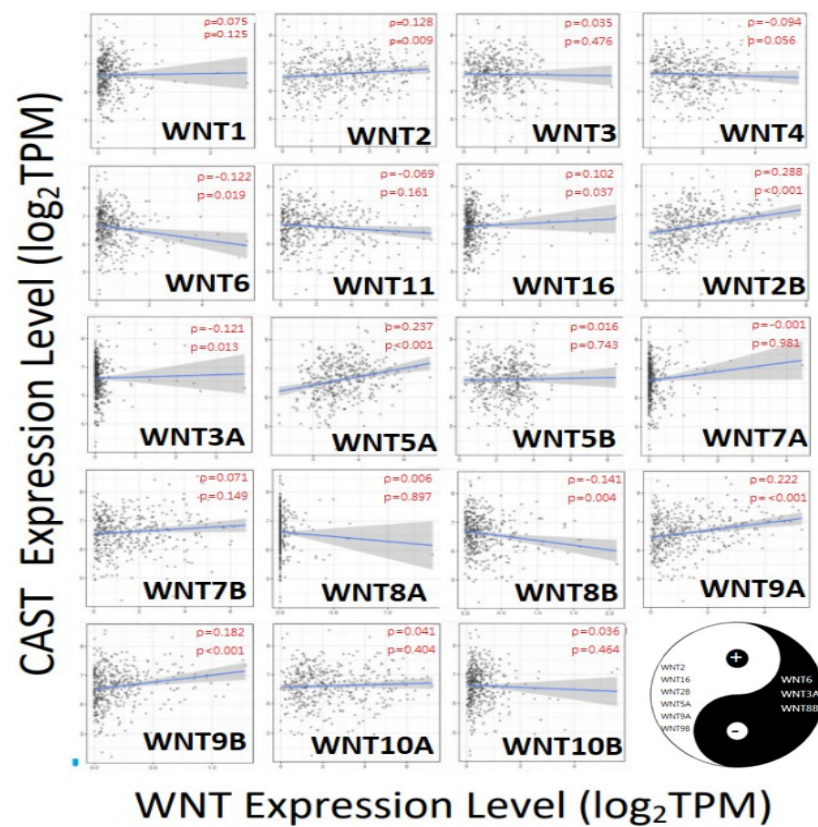 CAST Expression Level (log₂TPM)
ρ=0.075
p=0.125
WNT1
ρ=0.128
p=0.009
WNT2
ρ=0.035
p=0.476
WNT3
ρ=-0.094
p=0.056
WNT4
ρ=-0.122
p=0.019
WNT6
ρ=-0.069
p=0.161
WNT11
ρ=0.102
p=0.037
WNT16
ρ=0.288
p<0.001
WNT2B
ρ=-0.121
p=0.013
WNT3A
ρ=0.237
p<0.001
WNT5A
ρ=0.016
p=0.743
WNT5B
ρ=-0.001
p=0.981
WNT7A
ρ=0.071
p=0.149
WNT7B
ρ=0.006
p=0.897
WNT8A
ρ=-0.141
p=0.004
WNT8B
ρ=0.222
p=<0.001
WNT9A
ρ=0.182
p<0.001
WNT9B
ρ=0.041
p=0.404
WNT10A
ρ=0.036
p=0.464
WNT10B
+
WNT2
WNT16
WNT2B
WNT5A
WNT9A
WNT9B
WNT6
WNT3A
WNT8B
-
WNT Expression Level (log₂TPM)